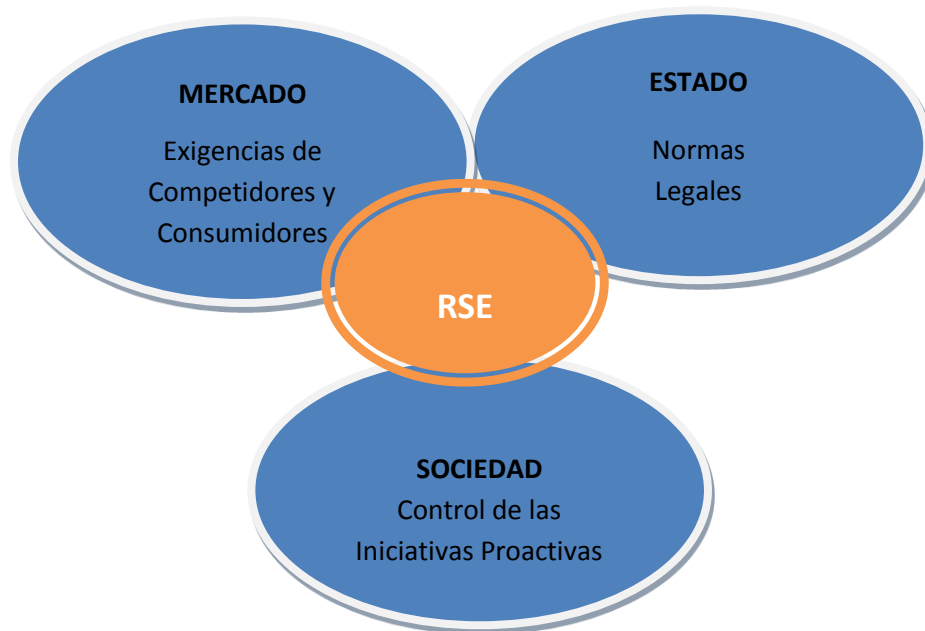 MERCADO
Exigencias de
Competidores y
Consumidores
ESTADO
Normas
Legales
RSE
SOCIEDAD
Control de las
Iniciativas Proactivas